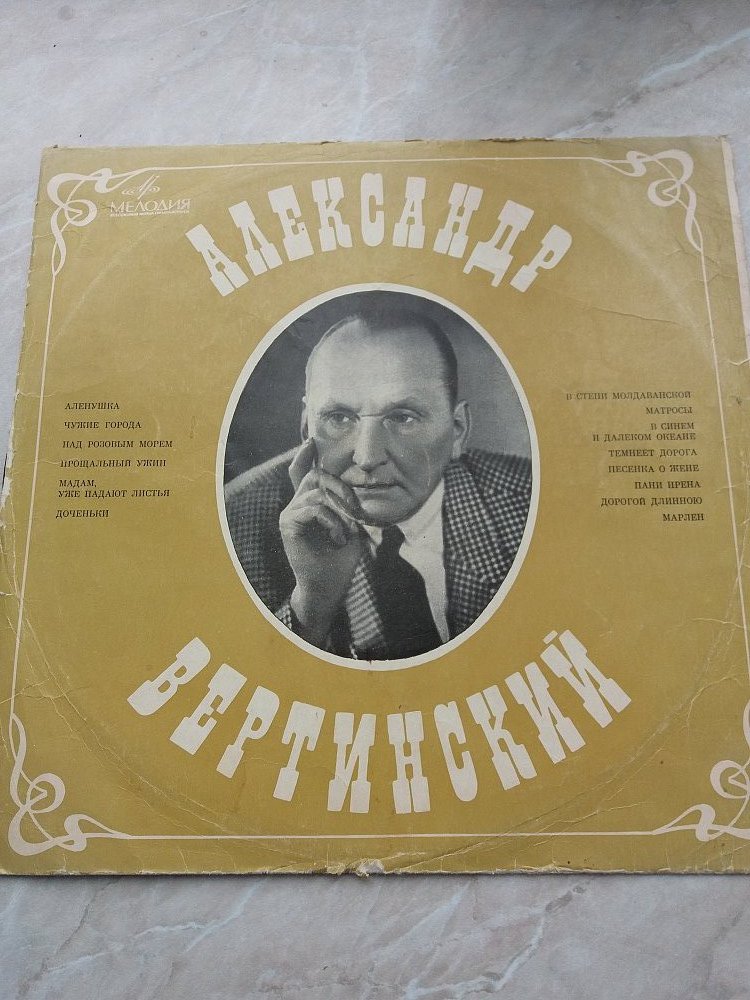 МЕЛОДИЯ
АЛЕКСАНДР
АЛЕНУШКА
ЧУЖИЕ ГОРОДА
НАД РОЗОВЫМ МОРЕМ
ПРОЩАЛЬНЫЙ УЖИН
МАДАМ,
УЖЕ ПАДАЮТ ЛИСТЬЯ
ДОЧЕНЬКИ
В СТЕПИ МОЛДАВАНСКОЙ
МАТРОСЫ
В СИНЕМ
И ДАЛЕКОМ ОКЕАНЕ
ТЕМНЕЕТ ДОРОГА
ПЕСЕНКА О ЖЕНЕ
ПАНИ ИРЕНА
ДОРОГОЙ ДЛИННОЮ
МАРЛЕН
ВЕРТИНСКИЙ